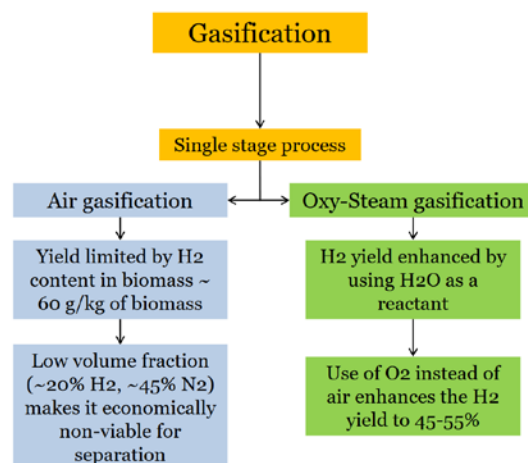 Gasification
Single stage process
Air gasification
Oxy-Steam gasification
Yield limited by H2
content in biomass ~
60 g/kg of biomass
H2 yield enhanced by
using H2O as a
reactant
Low volume fraction
(~20% H2, ~45% N2)
makes it economically
non-viable for
separation
Use of O2 instead of
air enhances the H2
yield to 45-55%